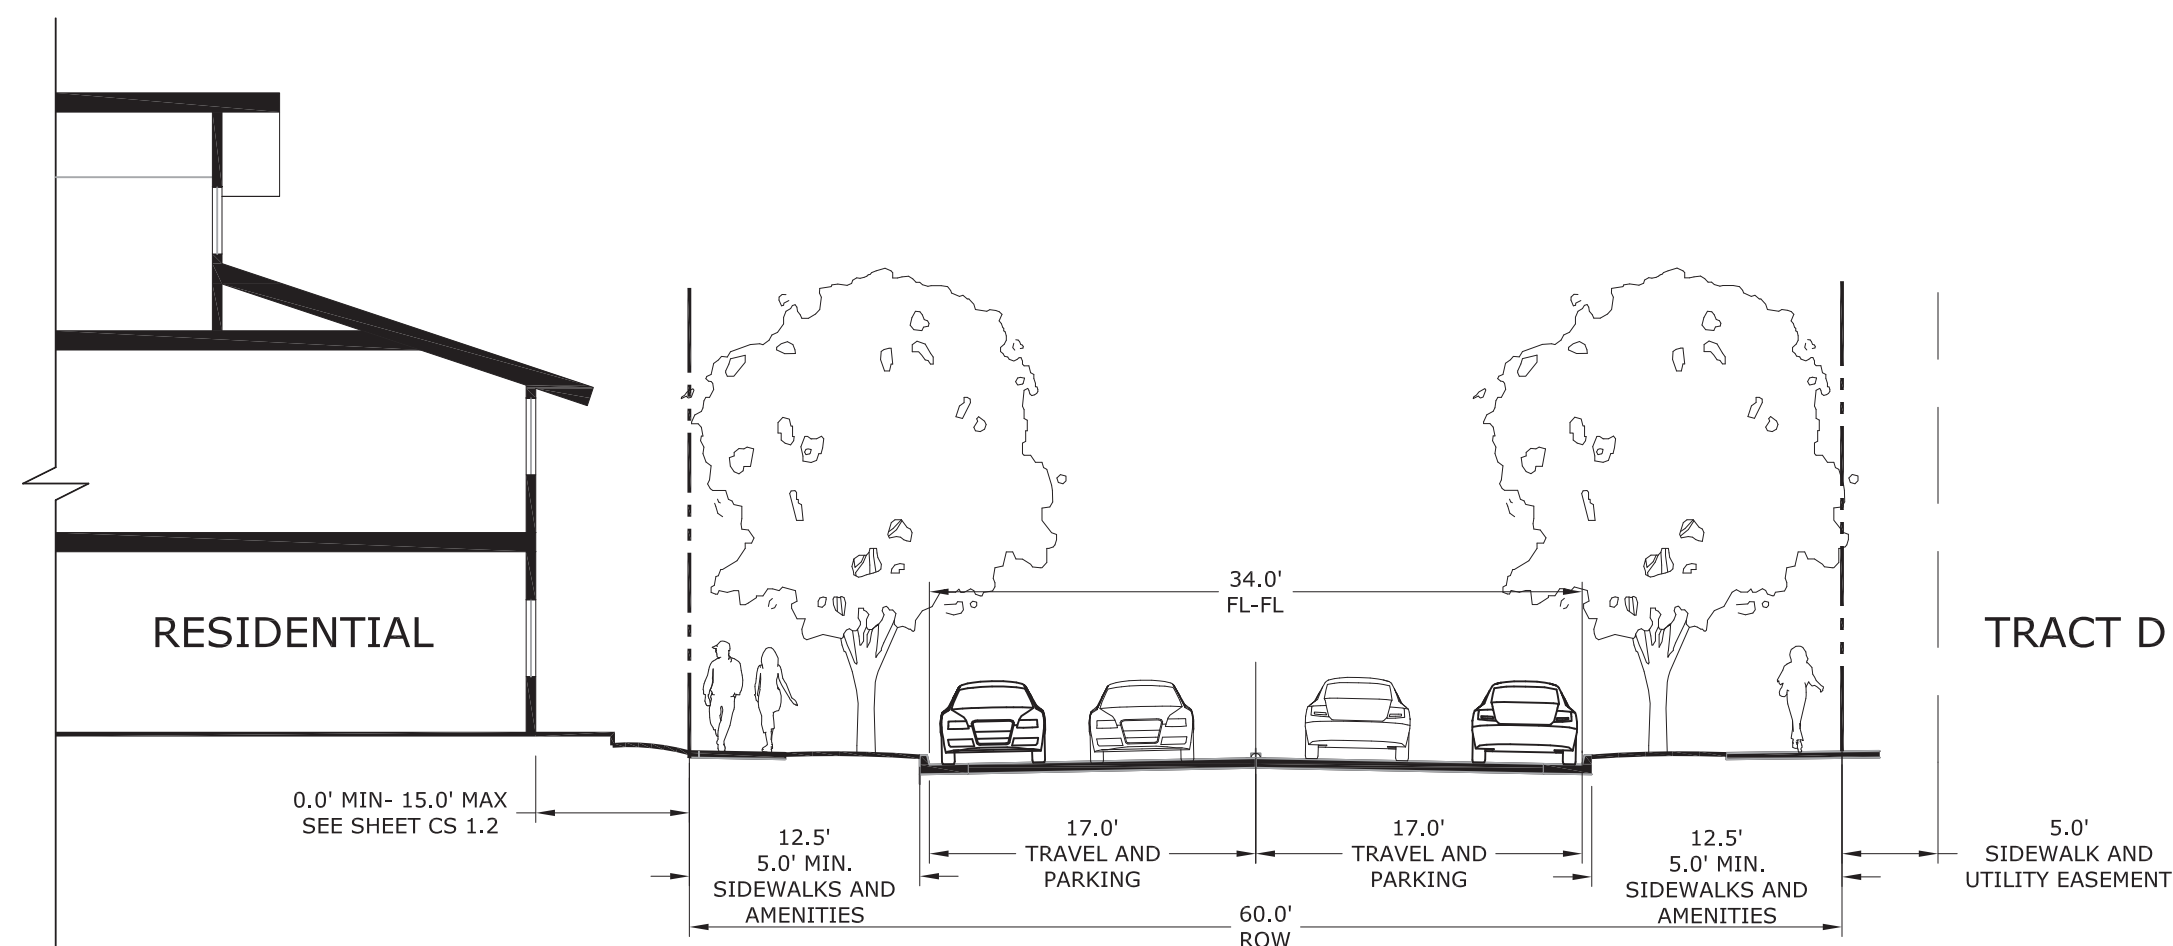 34.0'
FL-FL
RESIDENTIAL
TRACT D
0.0' MIN- 15.0' MAX
SEE SHEET CS 1.2
12.5'
5.0' MIN.
SIDEWALKS AND
AMENITIES
17.0'
TRAVEL AND
PARKING
17.0'
TRAVEL AND
PARKING
12.5'
5.0' MIN.
SIDEWALKS AND
AMENITIES
5.0'
SIDEWALK AND
UTILITY EASEMENT
60.0'
ROW